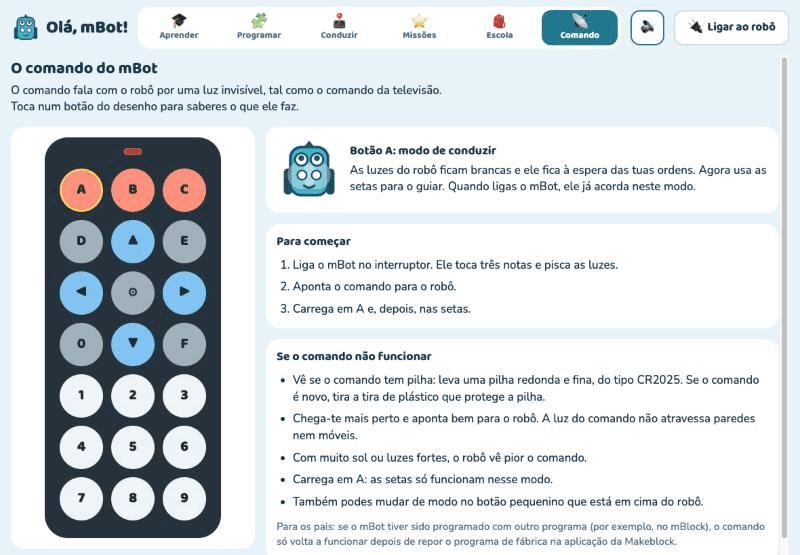 Olá, mBot!
Aprender
Programar
Conduzir
Missões
Escola
Comando
Ligar ao robô
O comando do mBot
O comando fala com o robô por uma luz invisível, tal como o comando da televisão.
Toca num botão do desenho para saberes o que ele faz.
A B C
D ▲ E
◄ ⚙ ►
0 ▼ F
1 2 3
4 5 6
7 8 9
Botão A: modo de conduzir
As luzes do robô ficam brancas e ele fica à espera das tuas ordens. Agora usa as
setas para o guiar. Quando ligas o mBot, ele já acorda neste modo.
Para começar
1. Liga o mBot no interruptor. Ele toca três notas e pisca as luzes.
2. Aponta o comando para o robô.
3. Carrega em A e, depois, nas setas.
Se o comando não funcionar
• Vê se o comando tem pilha: leva uma pilha redonda e fina, do tipo CR2025. Se o comando
é novo, tira a tira de plástico que protege a pilha.
• Chega-te mais perto e aponta bem para o robô. A luz do comando não atravessa paredes
nem móveis.
• Com muito sol ou luzes fortes, o robô vê pior o comando.
• Carrega em A: as setas só funcionam nesse modo.
• Também podes mudar de modo no botão pequenino que está em cima do robô.
Para os pais: se o mBot tiver sido programado com outro programa (por exemplo, no mBlock), o comando
só volta a funcionar depois de repor o programa de fábrica na aplicação da Makeblock.